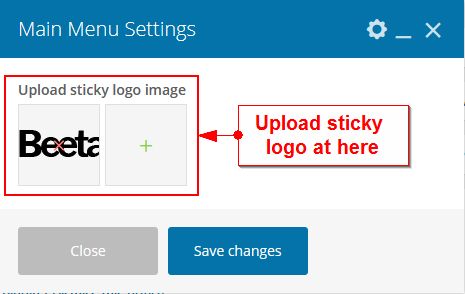 Main Menu Settings
Upload sticky logo image
Beeta
+
Upload sticky
logo at here
Close
Save changes